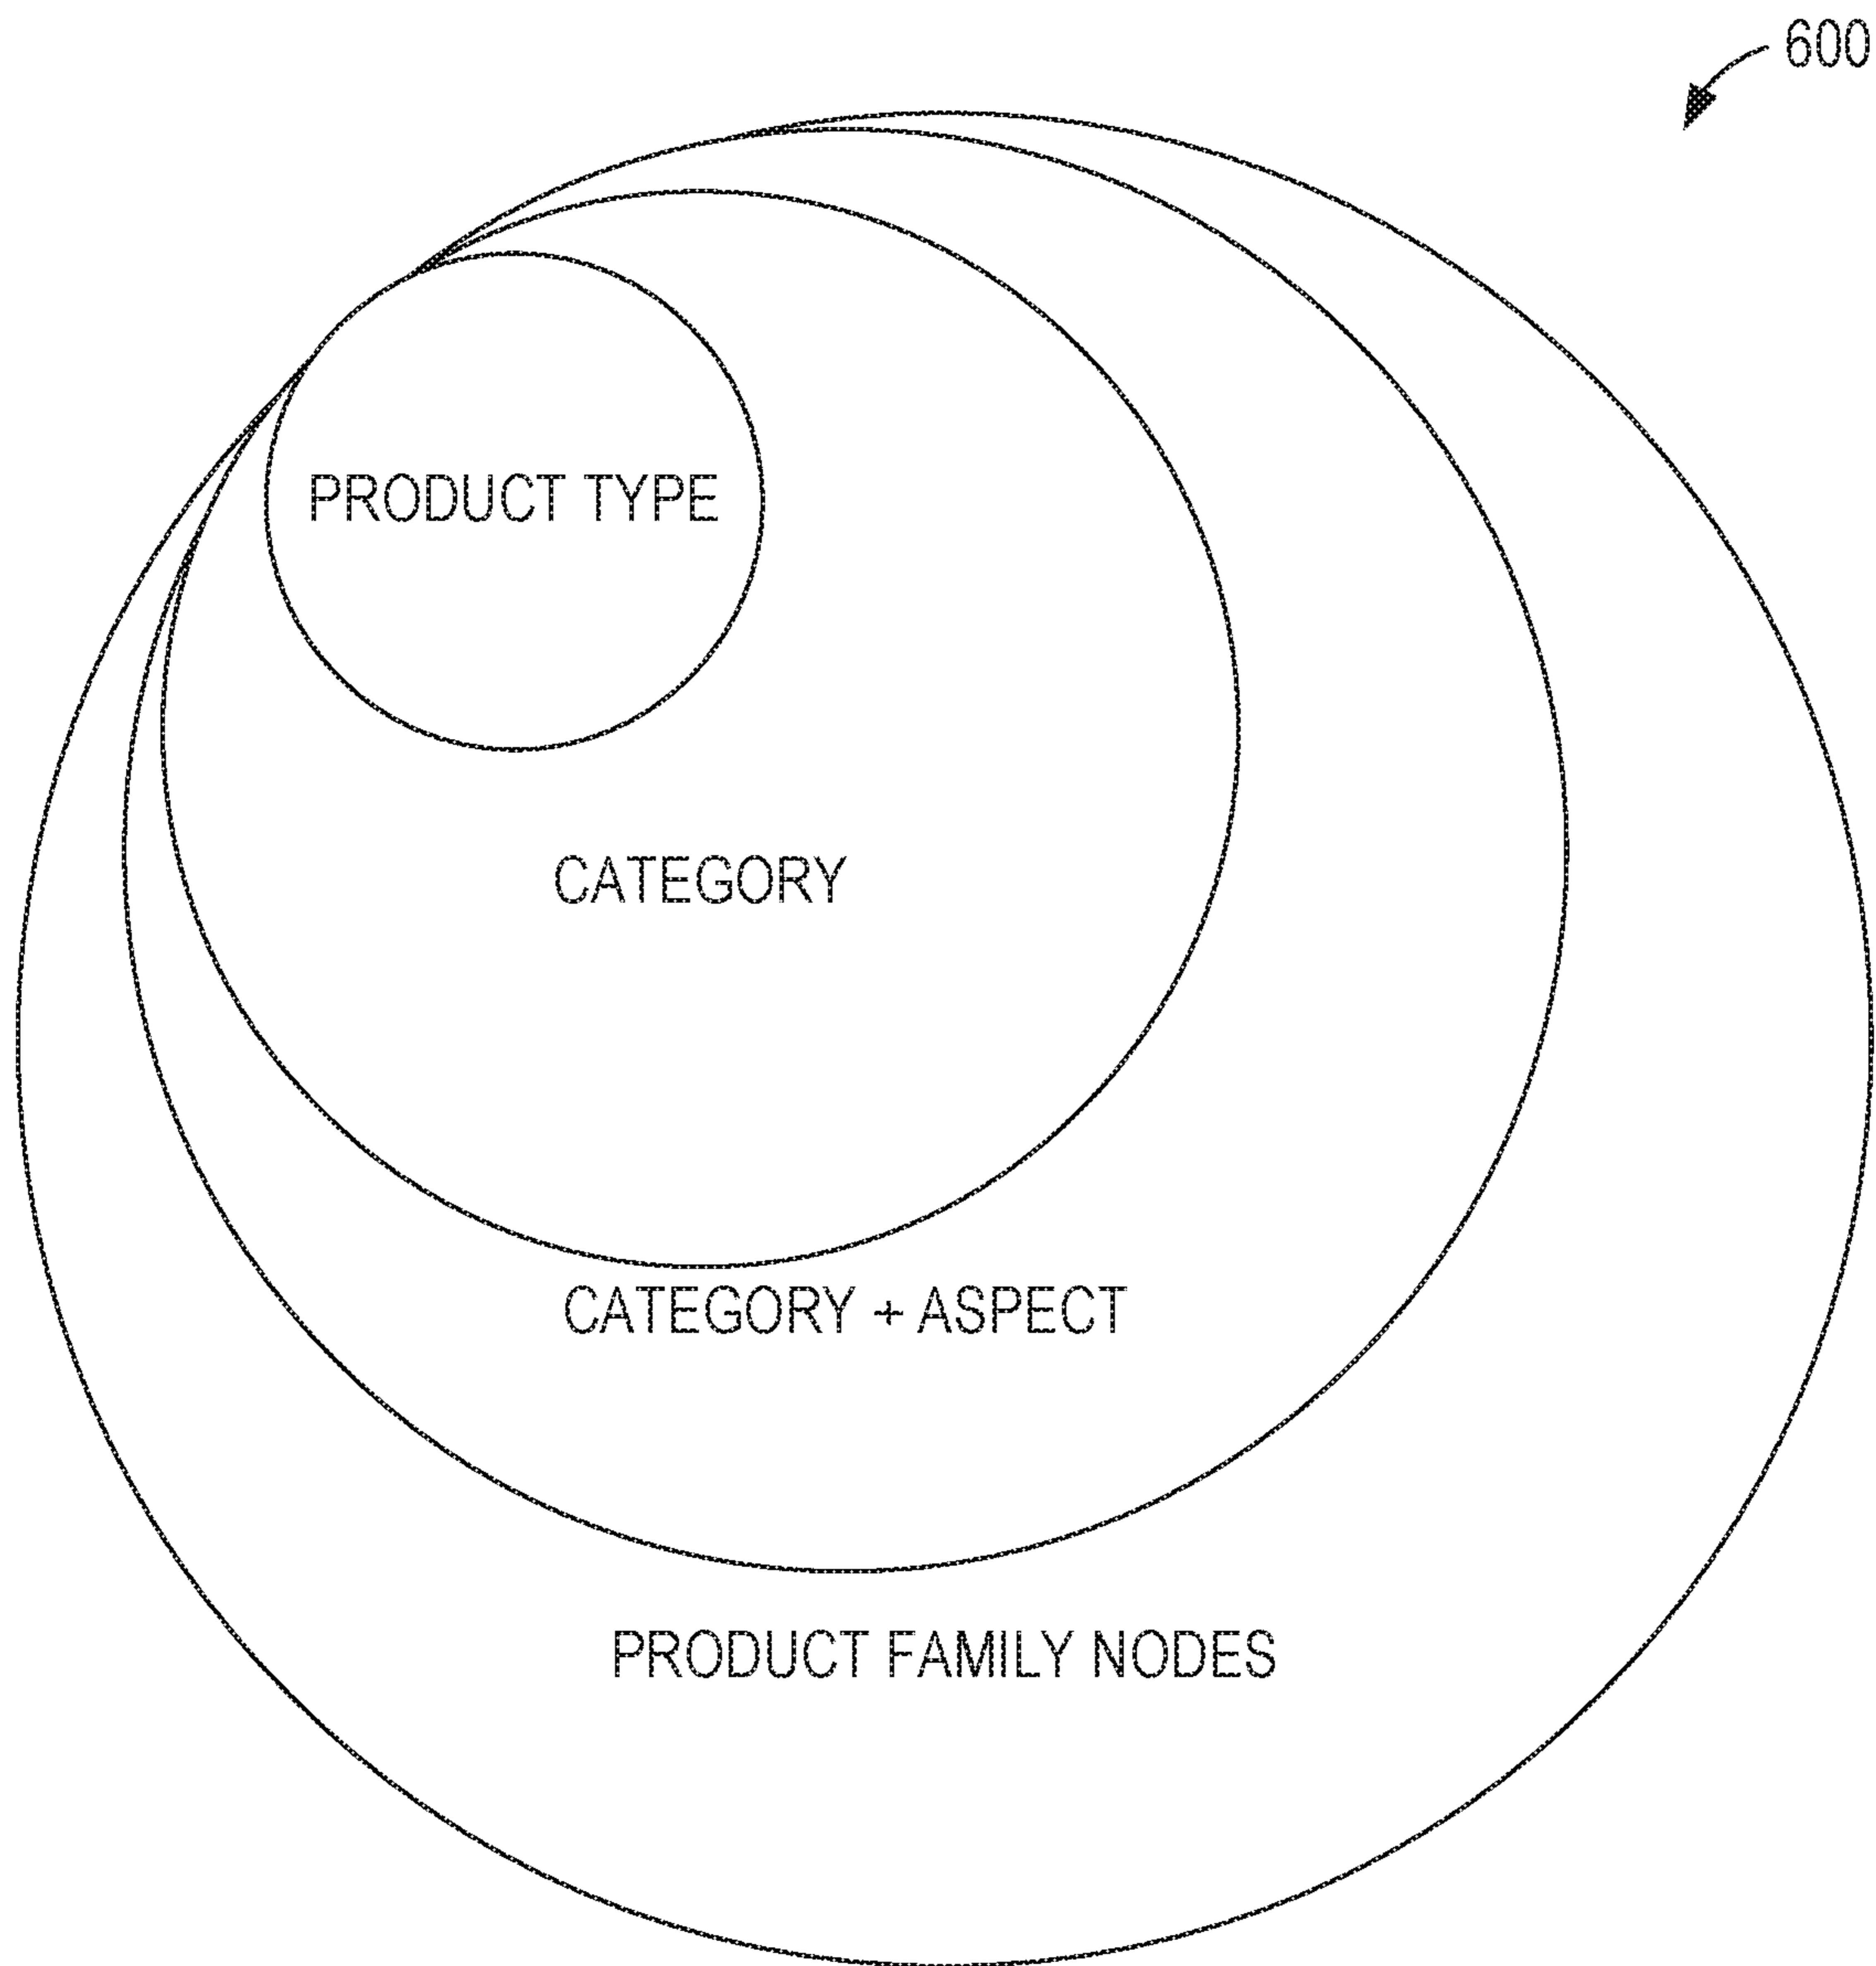 600
PRODUCT TYPE
CATEGORY
CATEGORY + ASPECT
PRODUCT FAMILY NODES